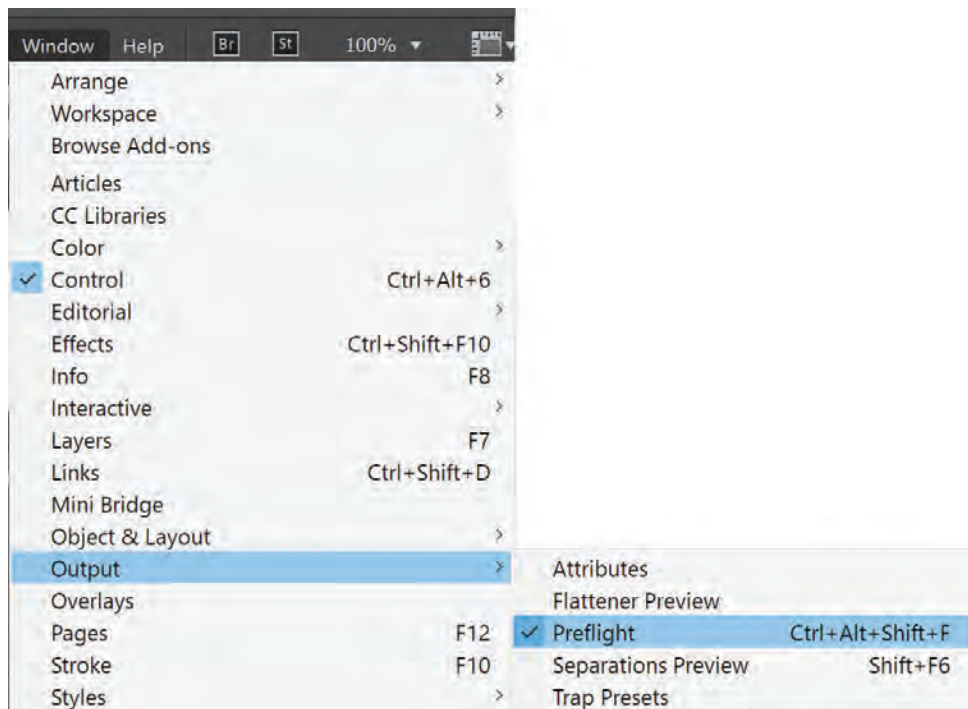 Window Help Br St 100%
Arrange
Workspace
Browse Add-ons
Articles
CC Libraries
Color
Control Ctrl+Alt+6
Editorial
Effects Ctrl+Shift+F10
Info F8
Interactive
Layers F7
Links Ctrl+Shift+D
Mini Bridge
Object & Layout
Output
Attributes
Overlays
Flattener Preview
Pages F12
Preflight Ctrl+Alt+Shift+F
Stroke F10
Separations Preview Shift+F6
Styles
Trap Presets